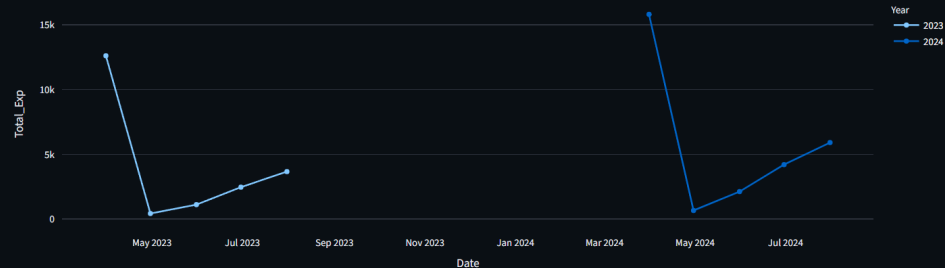 Year
2023
2024
15k
10k
5k
0
Total_Exp
May 2023
Jul 2023
Sep 2023
Nov 2023
Jan 2024
Mar 2024
May 2024
Jul 2024
Date